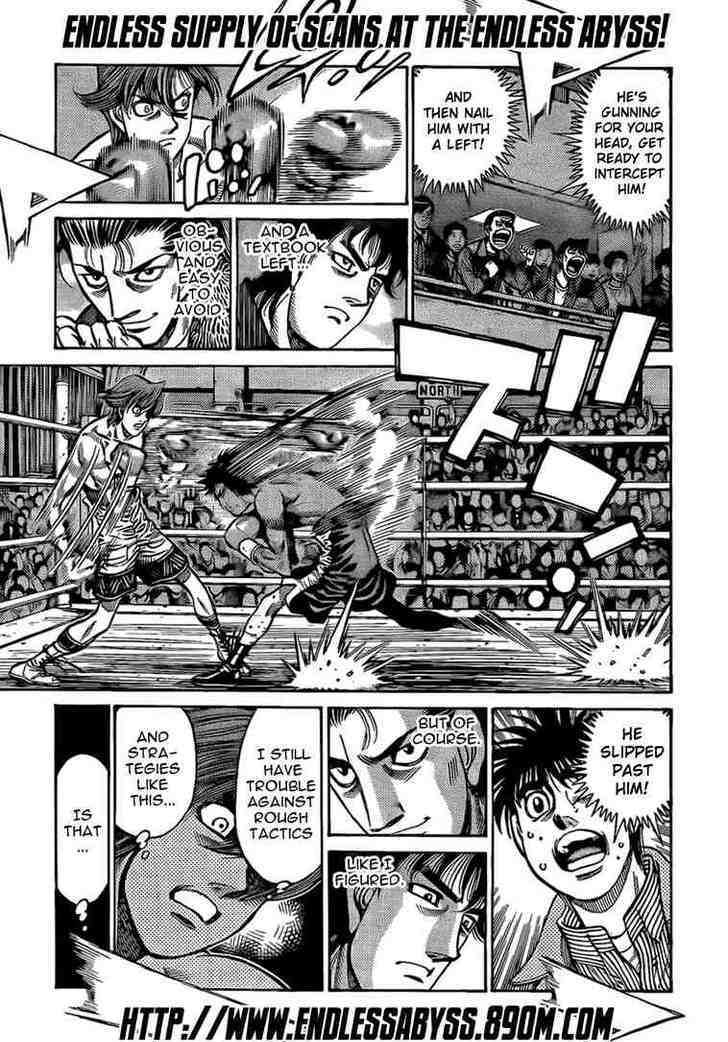 ENDLESS SUPPLY OF SCANS AT THE ENDLESS ABYSS!
HE'S
GUNNING
FOR YOUR
HEAD, GET
READY TO
INTERCEPT
HIM!
AND
THEN NAIL
HIM WITH
A LEFT!
AND A
TEXTBOOK
LEFT...
OB-
VIOUS
AND
EASY
TO
AVOID.
NORTH
HE
SLIPPED
PAST
HIM!
BUT OF
COURSE.
LIKE I
FIGURED.
I STILL
HAVE
TROUBLE
AGAINST
ROUGH
TACTICS
AND
STRA-
TEGIES
LIKE
THIS...
IS
THAT
...
HTTP://WWW.ENDLESSABYSS.890M.COM